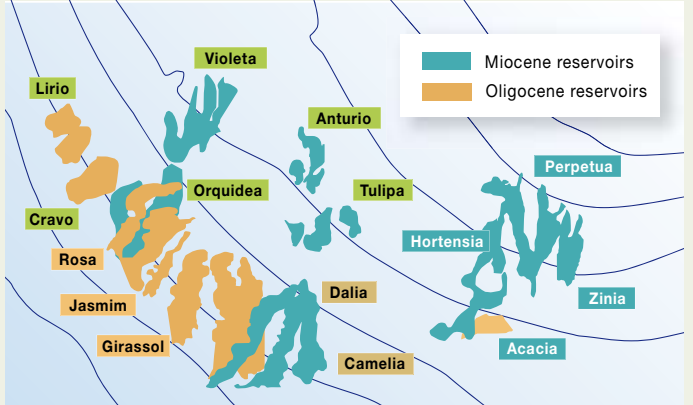 Violeta
Miocene reservoirs
Oligocene reservoirs
Lirio
Anturio
Perpetua
Orquidea
Tulipa
Cravo
Hortensia
Rosa
Dalia
Zinia
Jasmim
Girassol
Acacia
Camelia